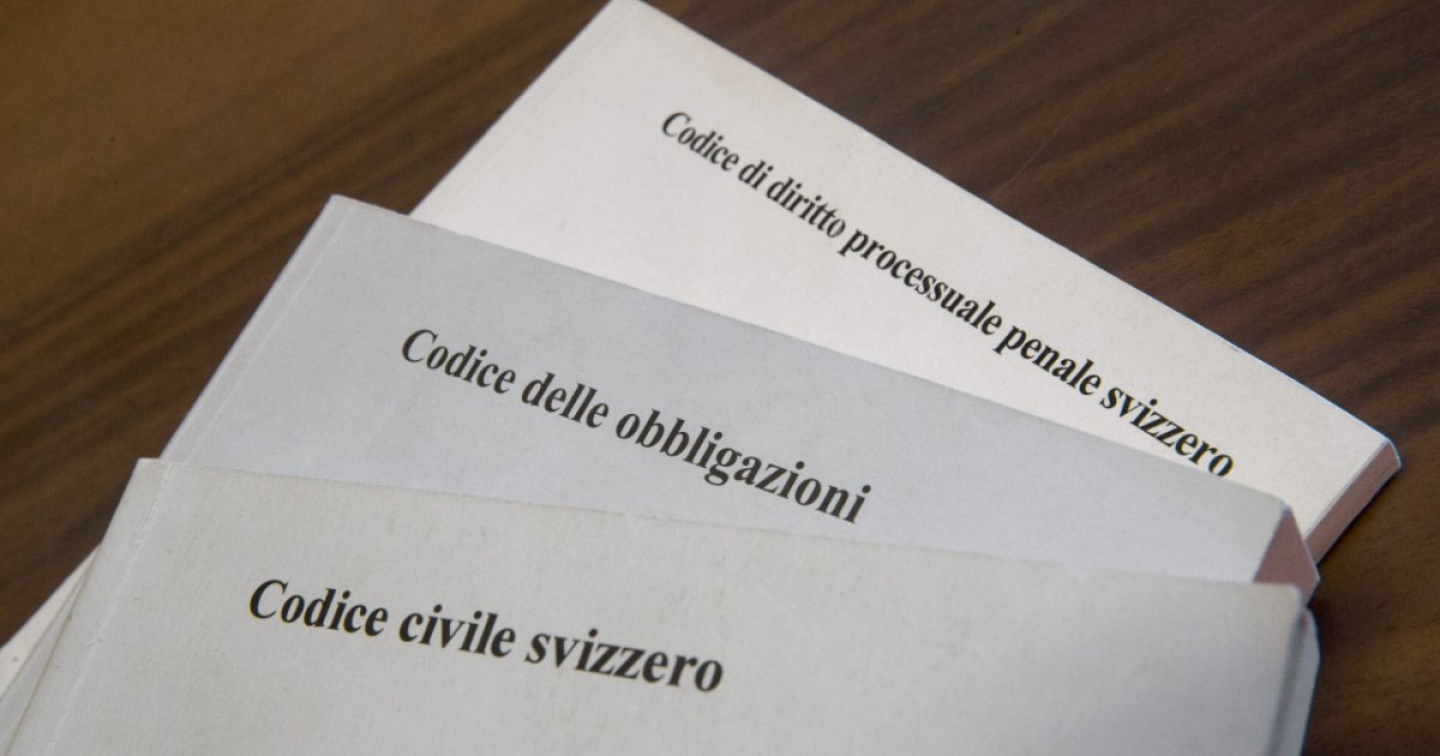 Codice di diritto processuale penale svizzero
Codice delle obbligazioni
Codice civile svizzero